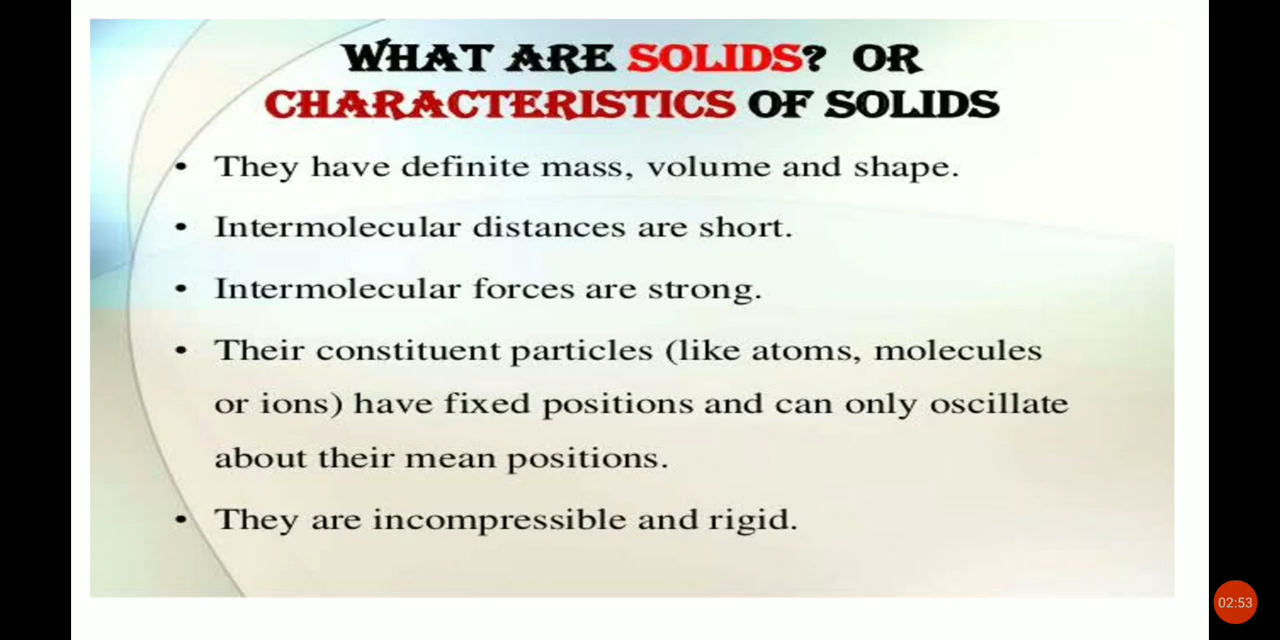 WHAT ARE SOLIDS? OR
CHARACTERISTICS OF SOLIDS
• They have definite mass, volume and shape.
• Intermolecular distances are short.
• Intermolecular forces are strong.
• Their constituent particles (like atoms, molecules
or ions) have fixed positions and can only oscillate
about their mean positions.
• They are incompressible and rigid.
02:53